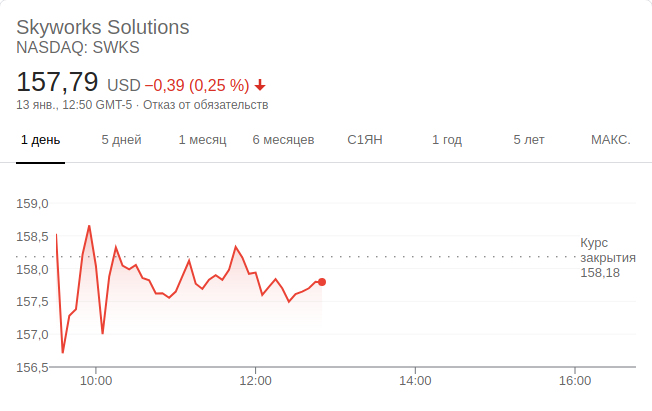 Skyworks Solutions
NASDAQ: SWKS
157,79 USD −0,39 (0,25 %)
13 янв., 12:50 GMT-5 · Отказ от обязательств
1 день 5 дней 1 месяц 6 месяцев С1ЯН 1 год 5 лет МАКС.
159,0
158,5
158,0
157,5
157,0
156,5
Курс
закрытия
158,18
10:00 12:00 14:00 16:00